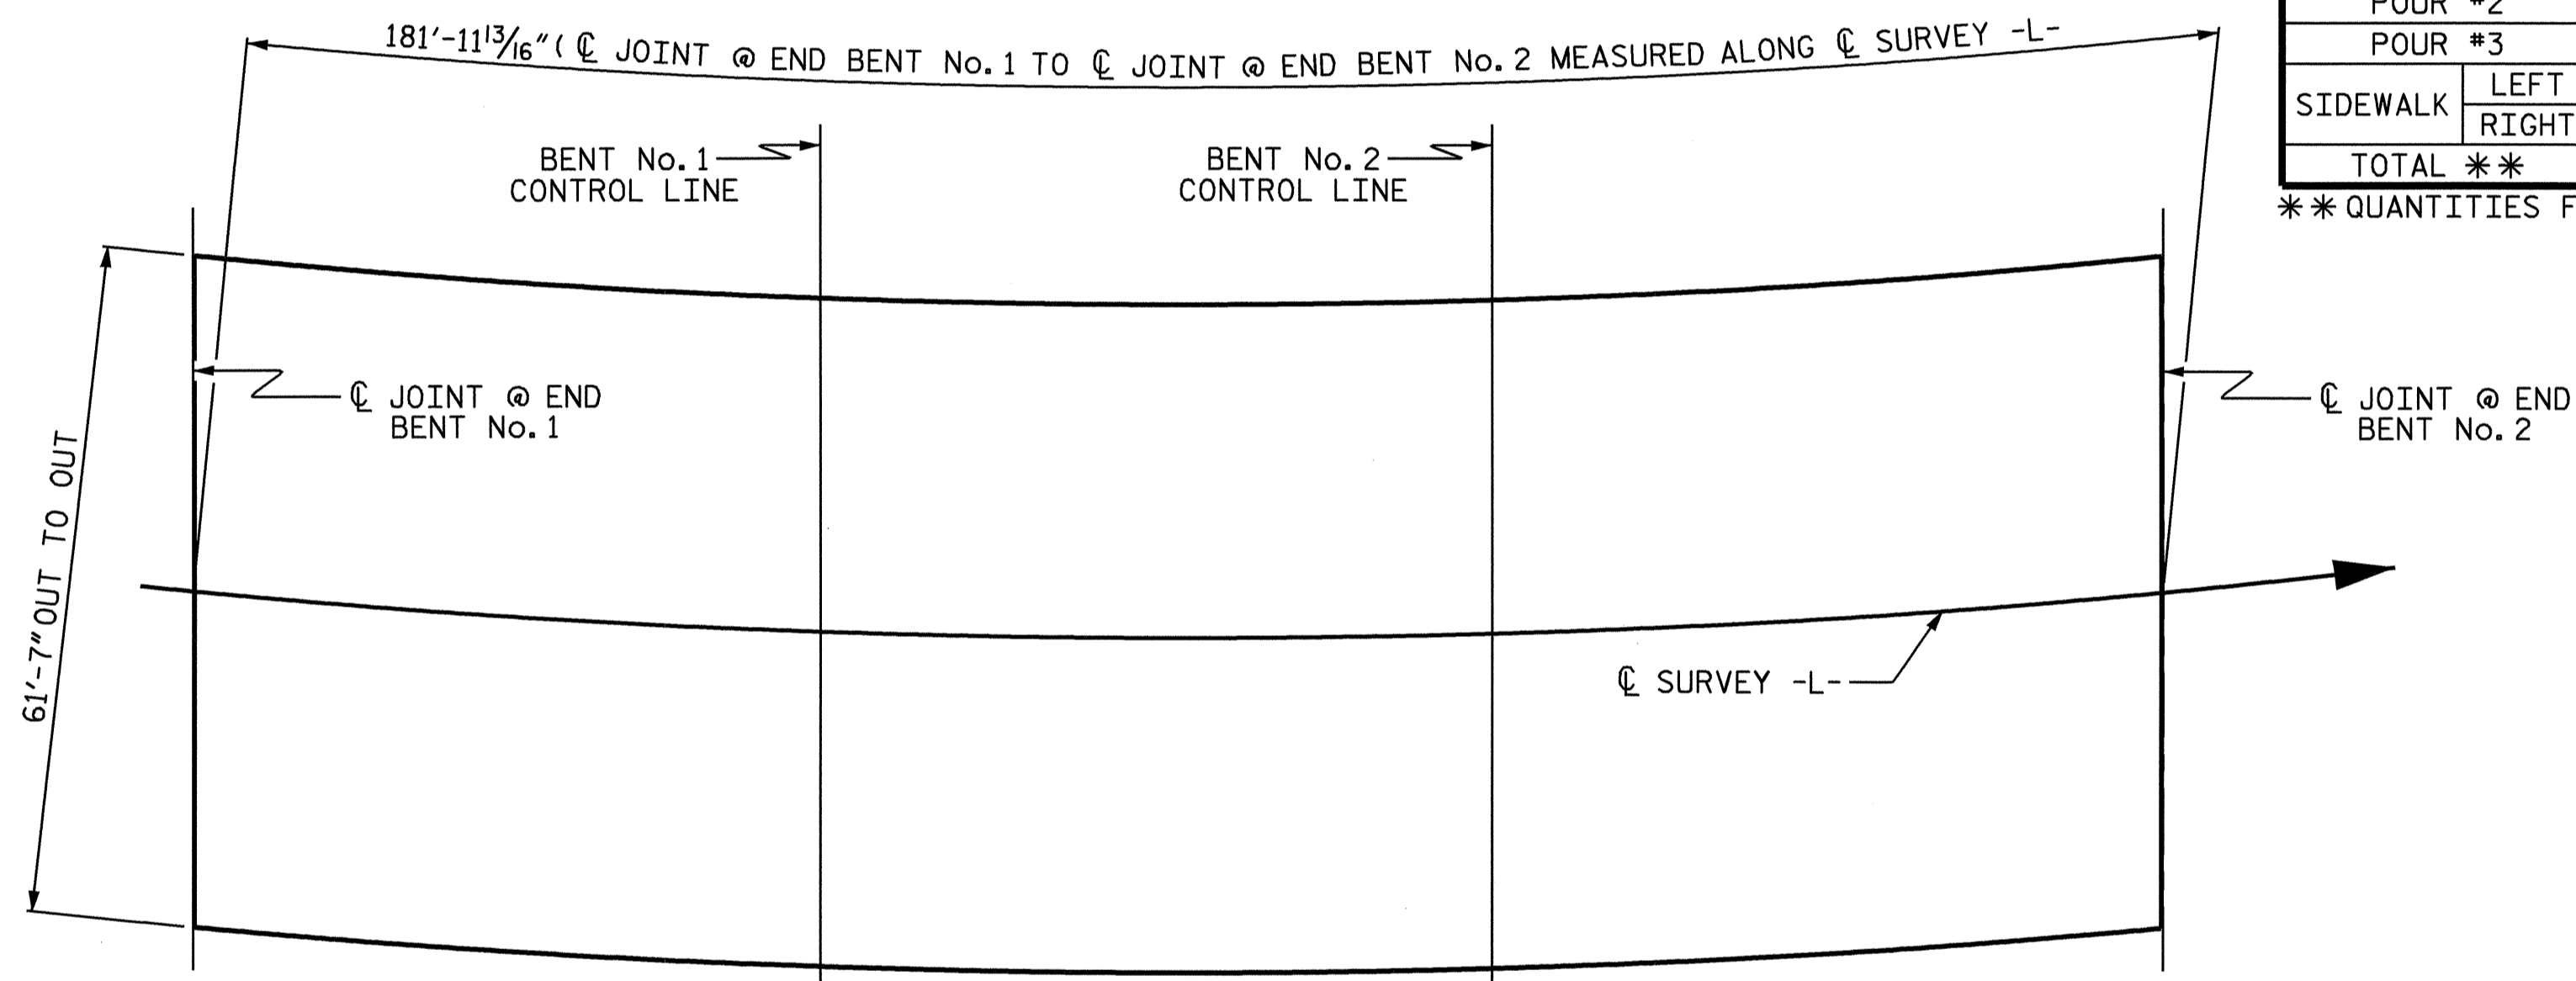 181'-11 13/16" ( ℄ JOINT @ END BENT No. 1 TO ℄ JOINT @ END BENT No. 2 MEASURED ALONG ℄ SURVEY -L-
POUR #2
POUR #3
SIDEWALK LEFT
RIGHT
TOTAL **
** QUANTITIES F
BENT No. 1
CONTROL LINE
BENT No. 2
CONTROL LINE
℄ JOINT @ END
BENT No. 1
℄ JOINT @ END
BENT No. 2
61'-7" OUT TO OUT
℄ SURVEY -L-